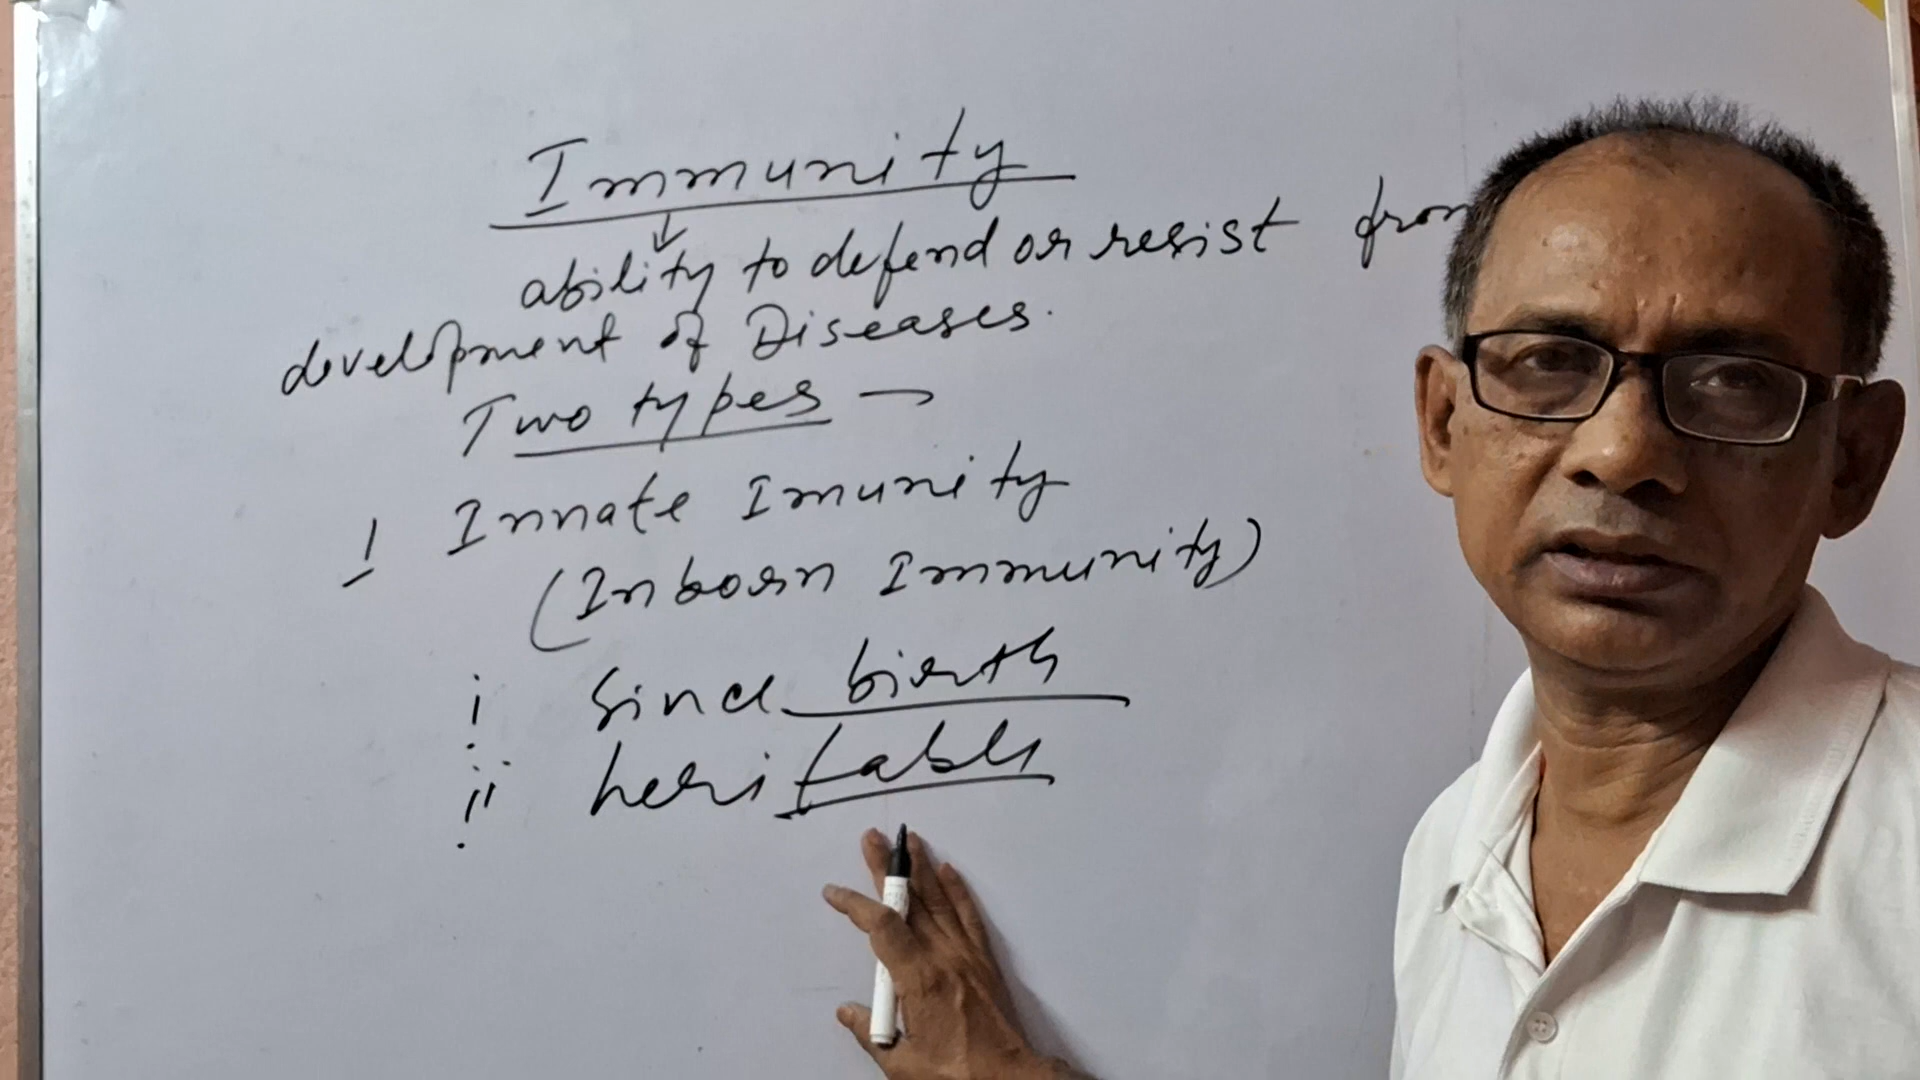 Immunity
ability to defend or resist from
development of Diseases.
Two types
1 Innate Imunity
(Inborn Immunity)
i since birth
ii heritable